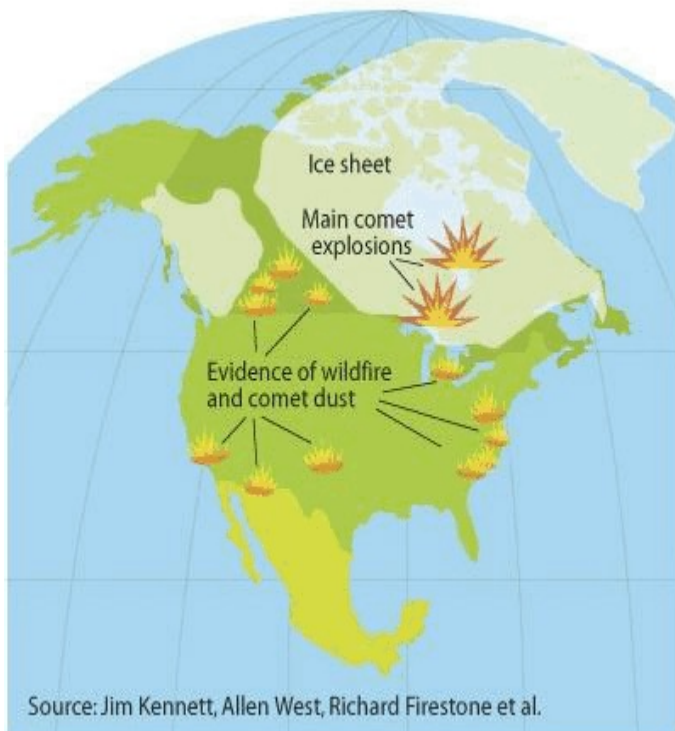 Ice sheet
Main comet
explosions
Evidence of wildfire
and comet dust
Source: Jim Kennett, Allen West, Richard Firestone et al.